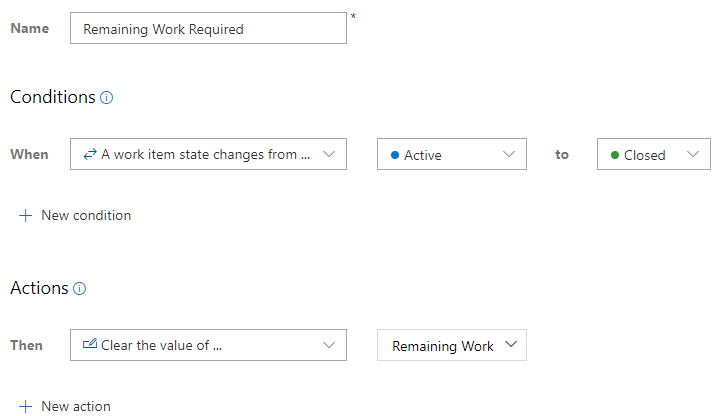 Name Remaining Work Required *
Conditions
When A work item state changes from ... Active to Closed
New condition
Actions
Then Clear the value of ... Remaining Work
New action